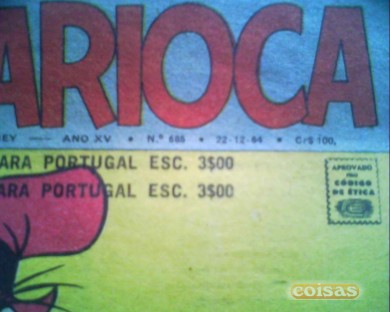 ARIOCA
EY — ANO XV • N.º 685 • 22-12-64 • Cr$ 100,
ARA PORTUGAL ESC. 3$00
ARA PORTUGAL ESC. 3$00
APROVADO
PELO
CÓDIGO
DE ÉTICA
coisas